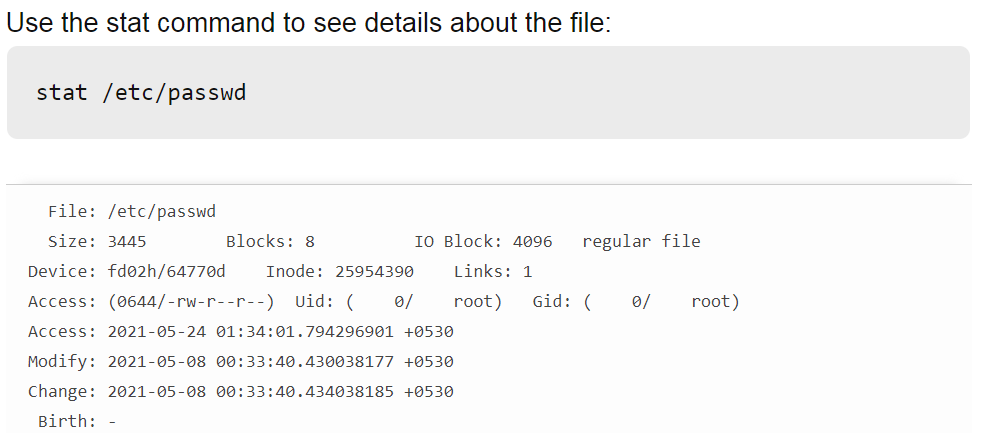 Use the stat command to see details about the file:
stat /etc/passwd
File: /etc/passwd
Size: 3445 Blocks: 8 IO Block: 4096 regular file
Device: fd02h/64770d Inode: 25954390 Links: 1
Access: (0644/-rw-r--r--) Uid: ( 0/ root) Gid: ( 0/ root)
Access: 2021-05-24 01:34:01.794296901 +0530
Modify: 2021-05-08 00:33:40.430038177 +0530
Change: 2021-05-08 00:33:40.434038185 +0530
Birth: -